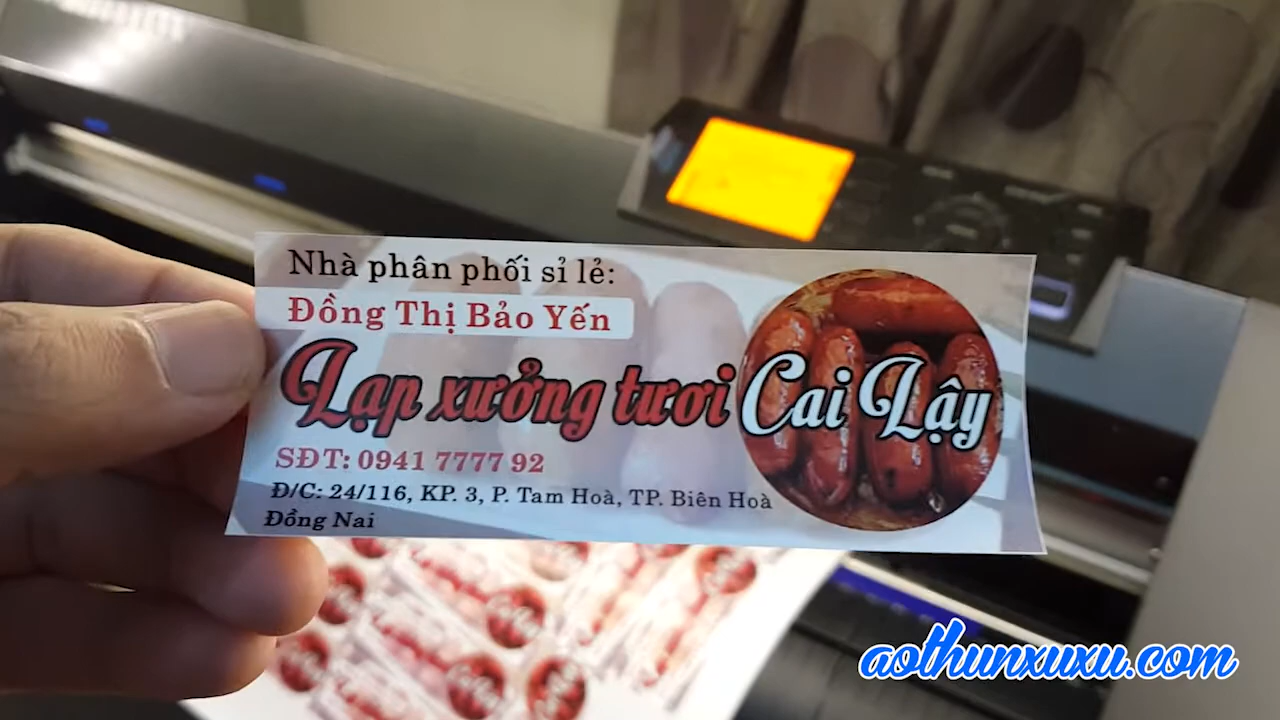 Nhà phân phối sỉ lẻ:
Đồng Thị Bảo Yến
Lạp xưởng tươi Cai Lậy
SĐT: 0941 7777 92
Đ/C: 24/116, KP. 3, P. Tam Hoà, TP. Biên Hoà
Đồng Nai
aothunxuxu.com